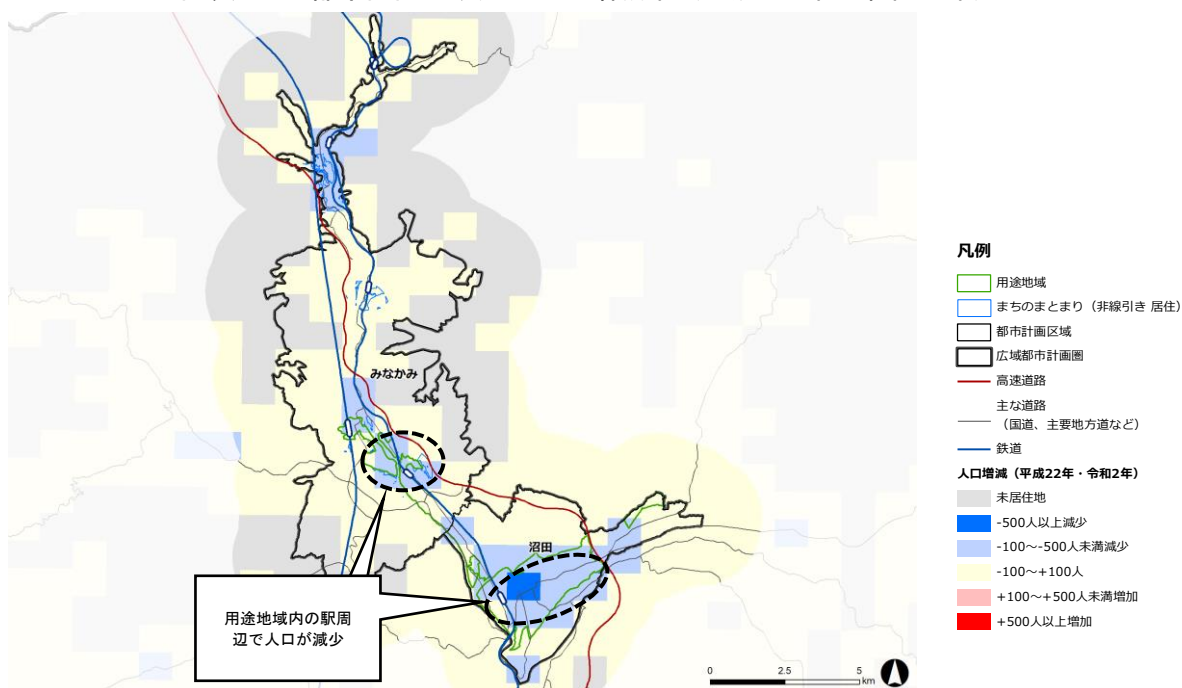 みなかみ
沼田
用途地域内の駅周
辺で人口が減少
0 2.5 5
km
凡例
用途地域
まちのまとまり（非線引き 居住）
都市計画区域
広域都市計画圏
高速道路
主な道路
（国道、主要地方道など）
鉄道
人口増減（平成22年・令和2年）
未居住地
-500人以上減少
-100～-500人未満減少
-100～+100人
+100～+500人未満増加
+500人以上増加